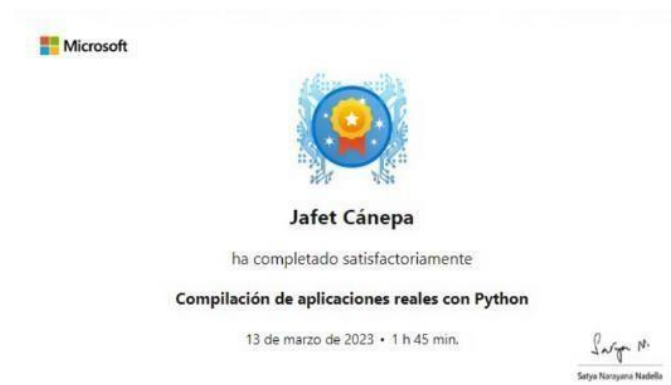 Microsoft
Jafet Cánepa
ha completado satisfactoriamente
Compilación de aplicaciones reales con Python
13 de marzo de 2023 • 1 h 45 min.
Satya N.
Satya Narayana Nadella